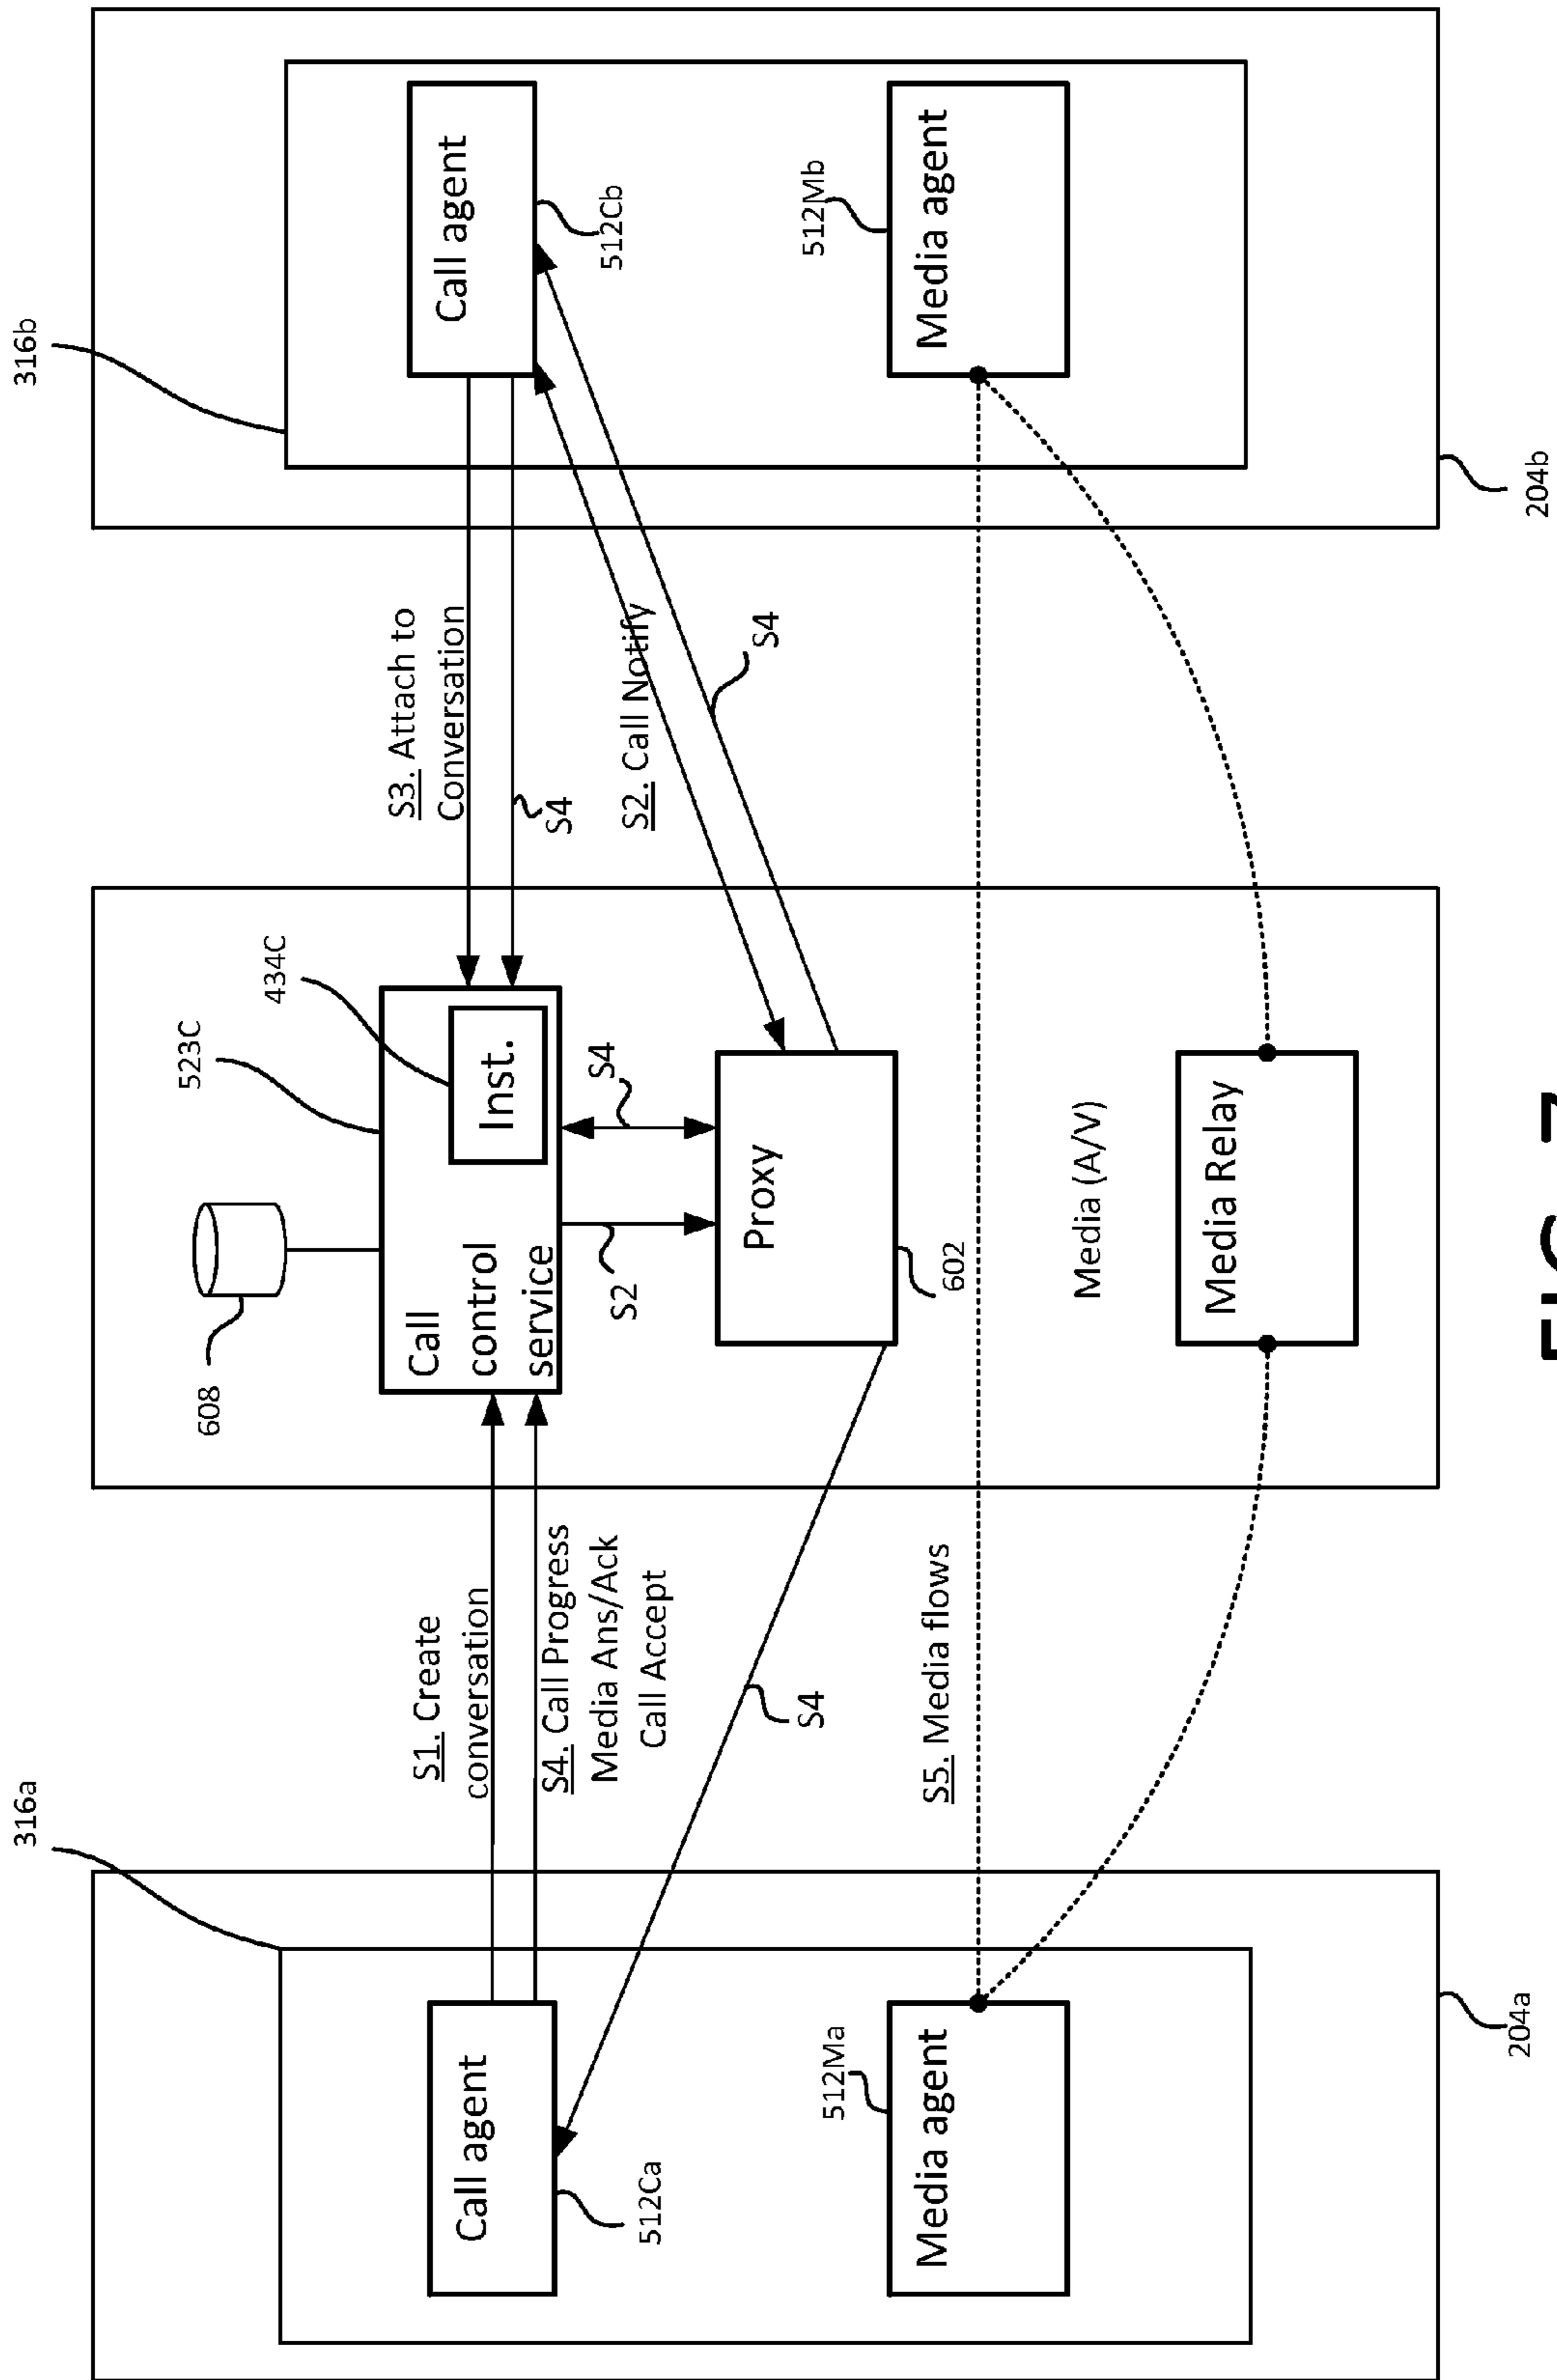 316a
316b
608
523C
434C
Call agent
512Ca
S1. Create
conversation
S4. Call Progress
Media Ans/Ack
Call Accept
Call
control
service
Inst.
S3. Attach to
Conversation
S4
Call agent
512Cb
S2
S4
S2. Call Notify
S4
S4
Proxy
602
512Ma
Media agent
S5. Media flows
Media (A/V)
512Mb
Media agent
Media Relay
204a
204b
FIG. 7